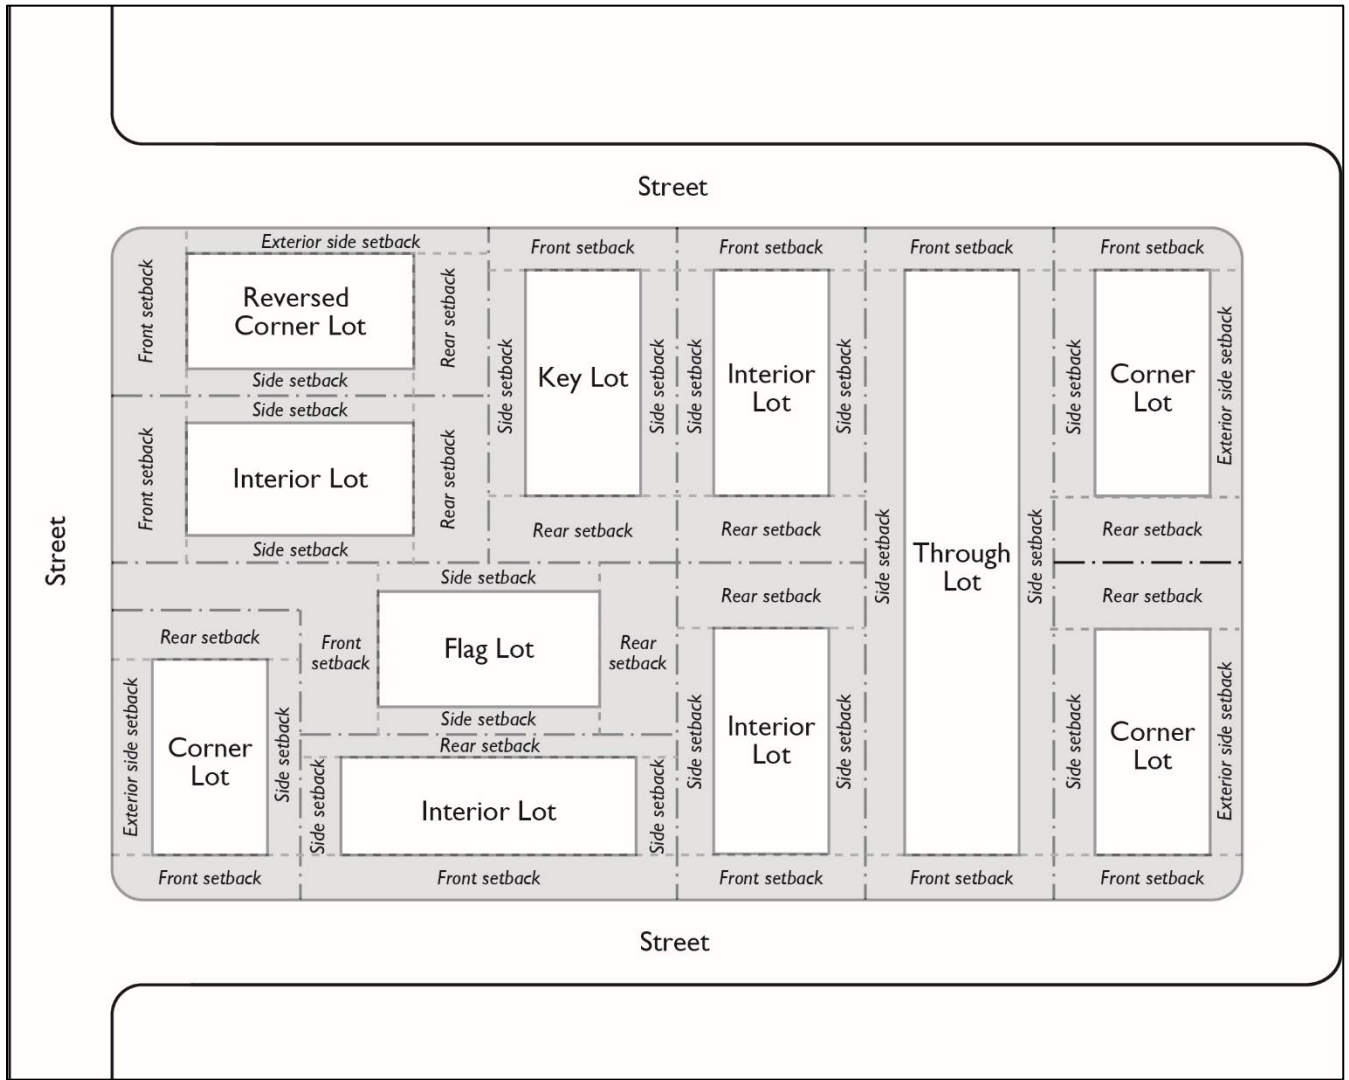 Street
Exterior side setback
Front setback
Reversed
Corner Lot
Rear setback
Side setback
Side setback
Front setback
Interior Lot
Rear setback
Side setback
Front setback
Side setback
Key Lot
Side setback
Rear setback
Front setback
Side setback
Interior
Lot
Side setback
Rear setback
Front setback
Side setback
Through
Lot
Side setback
Front setback
Front setback
Side setback
Corner
Lot
Exterior side setback
Rear setback
Street
Rear setback
Exterior side setback
Corner
Lot
Side setback
Front setback
Side setback
Front
setback
Flag Lot
Rear
setback
Side setback
Rear setback
Side setback
Interior Lot
Side setback
Front setback
Rear setback
Side setback
Interior
Lot
Side setback
Front setback
Rear setback
Side setback
Corner
Lot
Exterior side setback
Front setback
Street